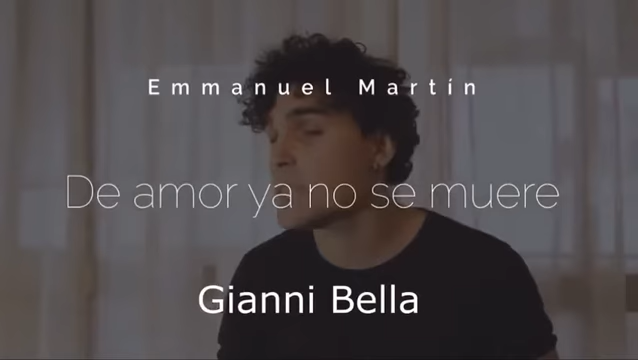 Emmanuel Martín
De amor ya no se muere
Gianni Bella